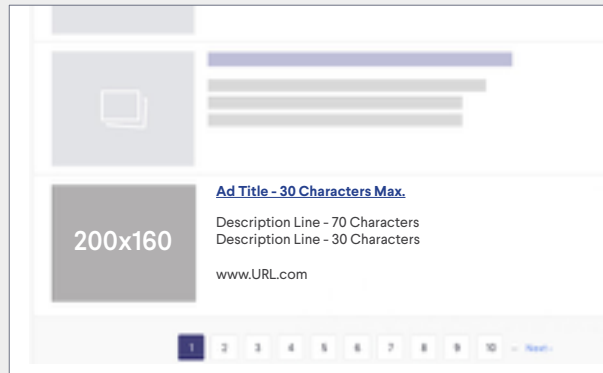 Ad Title - 30 Characters Max.
200x160
Description Line - 70 Characters
Description Line - 30 Characters
www.URL.com
1 2 3 4 5 6 7 8 9 10 ... Next ›